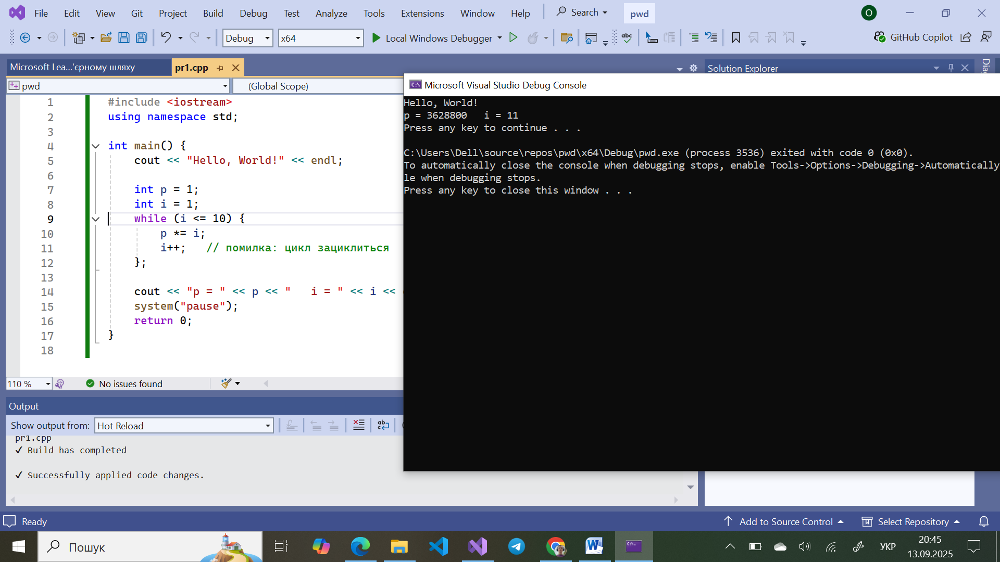 File Edit View Git Project Build Debug Test Analyze Tools Extensions Window Help Search pwd O
Debug x64 Local Windows Debugger abc GitHub Copilot
Microsoft Lea...'єрному шляху pr1.cpp
Solution Explorer
pwd (Global Scope)
1 #include <iostream>
2 using namespace std;
3
4 int main() {
5 cout << "Hello, World!" << endl;
6
7 int p = 1;
8 int i = 1;
9 while (i <= 10) {
10 p *= i;
11 i++; // помилка: цикл зациклиться
12 };
13
14 cout << "p = " << p << " i = " << i <<
15 system("pause");
16 return 0;
17 }
18
Microsoft Visual Studio Debug Console
Hello, World!
p = 3628800 i = 11
Press any key to continue . . .
C:\Users\Dell\source\repos\pwd\x64\Debug\pwd.exe (process 3536) exited with code 0 (0x0).
To automatically close the console when debugging stops, enable Tools->Options->Debugging->Automatically
le when debugging stops.
Press any key to close this window . . .
110 % No issues found
Output
Show output from: Hot Reload
pr1.cpp
✓ Build has completed
✓ Successfully applied code changes.
Ready Add to Source Control Select Repository
Пошук УКР 20:45
13.09.2025